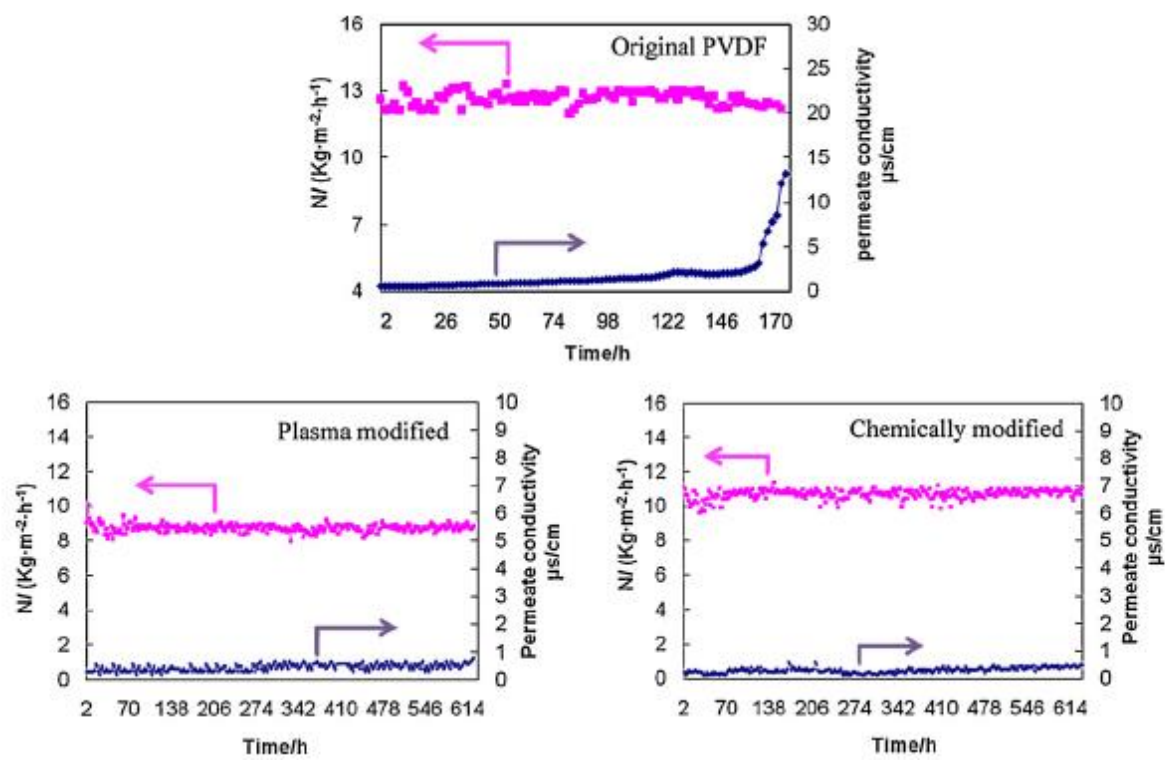 Original PVDF
N/ (Kg·m-2·h-1)
16
13
10
7
4
30
25
20
15
10
5
0
permeate conductivity
µs/cm
2 26 50 74 98 122 146 170
Time/h
Plasma modified
N/ (Kg·m-2·h-1)
16
14
12
10
8
6
4
2
0
10
9
8
7
6
5
4
3
2
1
0
Permeate conductivity
µs/cm
2 70 138 206 274 342 410 478 546 614
Time/h
Chemically modified
N/ (Kg·m-2·h-1)
16
14
12
10
8
6
4
2
0
10
9
8
7
6
5
4
3
2
1
0
Permeate conductivity
µs/cm
2 70 138 206 274 342 410 478 546 614
Time/h